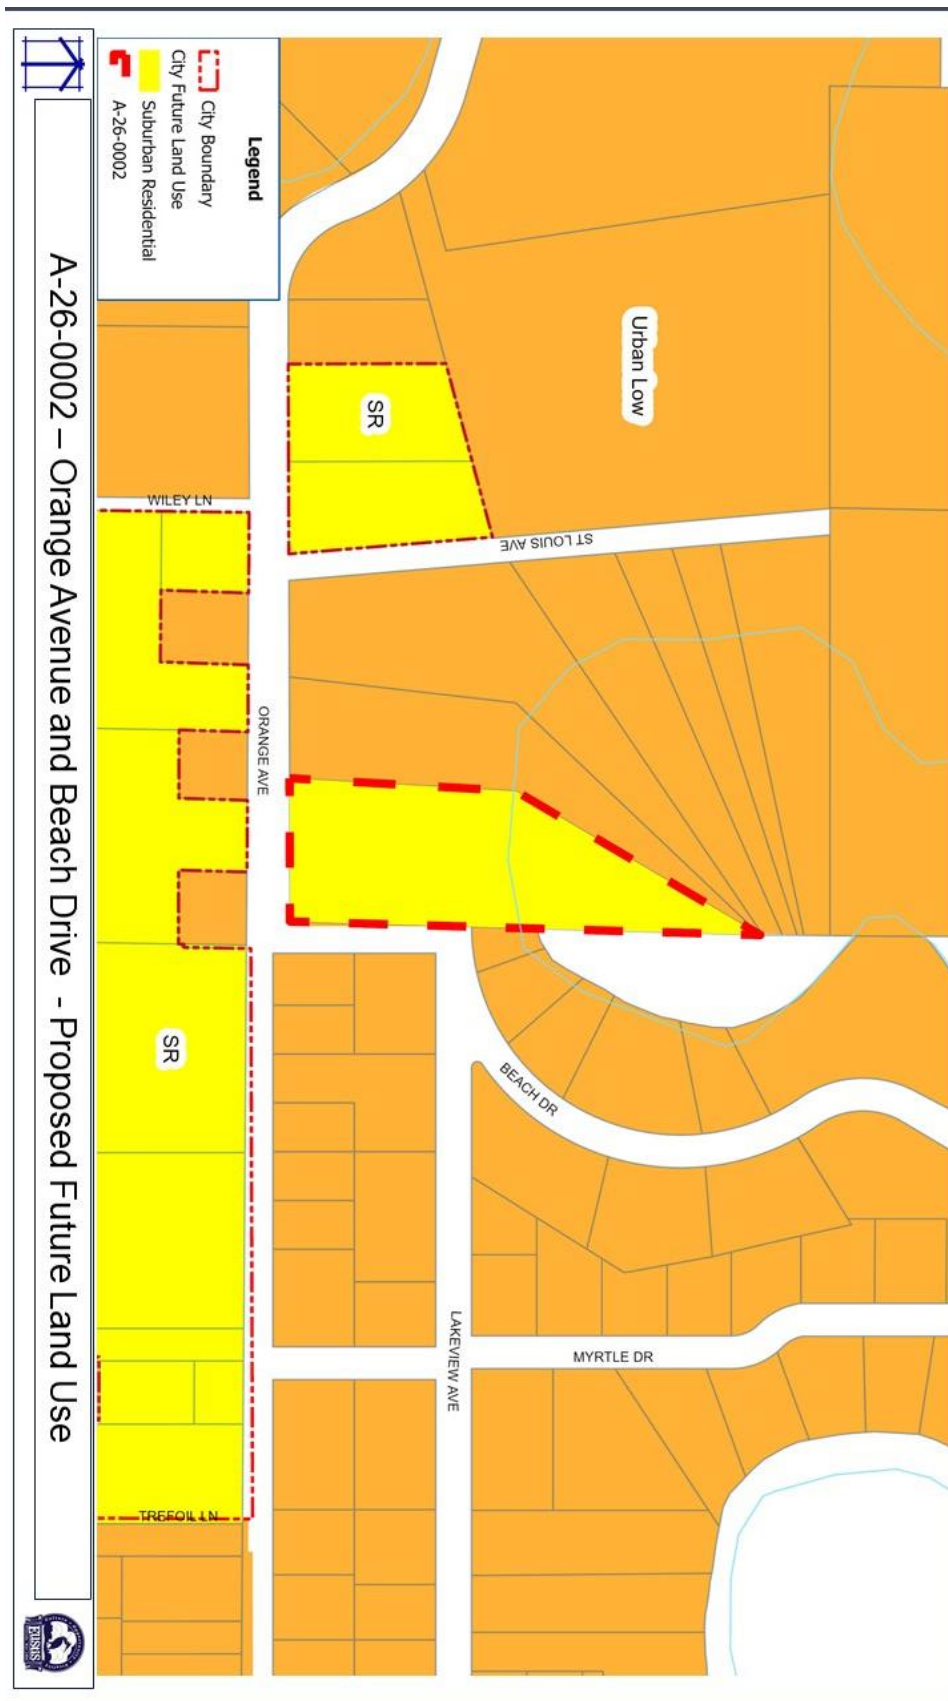 Legend
City Boundary
City Future Land Use
Suburban Residential
A-26-0002
Urban Low
SR
WILEY LN
ST LOUIS AVE
ORANGE AVE
SR
BEACH DR
LAKEVIEW AVE
MYRTLE DR
TREFOIL LN
A-26-0002 – Orange Avenue and Beach Drive - Proposed Future Land Use
EUSTIS